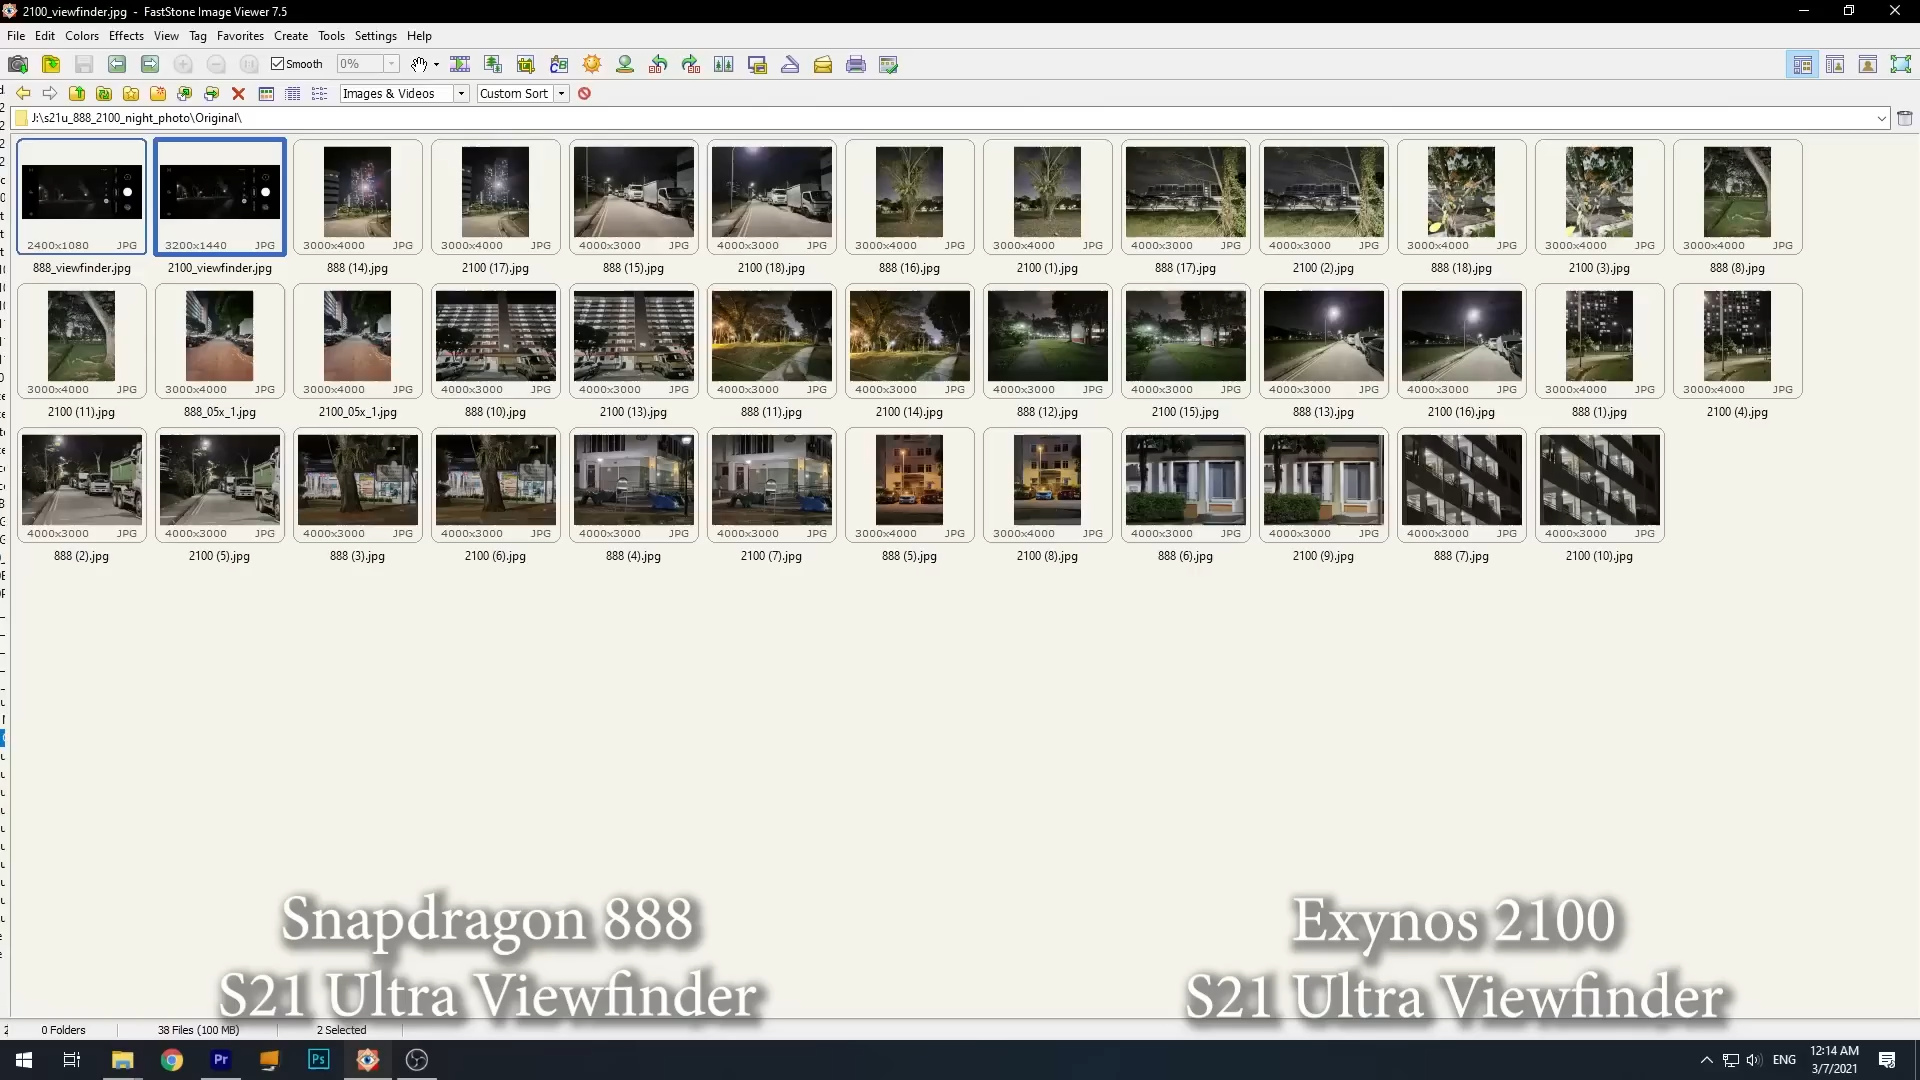 2100_viewfinder.jpg - FastStone Image Viewer 7.5
File Edit Colors Effects View Tag Favorites Create Tools Settings Help
Smooth 0%
Images & Videos Custom Sort
J:\s21u_888_2100_night_photo\Original\
2400x1080 JPG 3200x1440 JPG 3000x4000 JPG 3000x4000 JPG 4000x3000 JPG 4000x3000 JPG 3000x4000 JPG 3000x4000 JPG 4000x3000 JPG 4000x3000 JPG 3000x4000 JPG 3000x4000 JPG 3000x4000 JPG
888_viewfinder.jpg 2100_viewfinder.jpg 888 (14).jpg 2100 (17).jpg 888 (15).jpg 2100 (18).jpg 888 (16).jpg 2100 (1).jpg 888 (17).jpg 2100 (2).jpg 888 (18).jpg 2100 (3).jpg 888 (8).jpg
3000x4000 JPG 3000x4000 JPG 3000x4000 JPG 4000x3000 JPG 4000x3000 JPG 4000x3000 JPG 4000x3000 JPG 4000x3000 JPG 4000x3000 JPG 4000x3000 JPG 4000x3000 JPG 3000x4000 JPG 3000x4000 JPG
2100 (11).jpg 888_05x_1.jpg 2100_05x_1.jpg 888 (10).jpg 2100 (13).jpg 888 (11).jpg 2100 (14).jpg 888 (12).jpg 2100 (15).jpg 888 (13).jpg 2100 (16).jpg 888 (1).jpg 2100 (4).jpg
4000x3000 JPG 4000x3000 JPG 4000x3000 JPG 4000x3000 JPG 4000x3000 JPG 4000x3000 JPG 3000x4000 JPG 3000x4000 JPG 4000x3000 JPG 4000x3000 JPG 4000x3000 JPG 4000x3000 JPG
888 (2).jpg 2100 (5).jpg 888 (3).jpg 2100 (6).jpg 888 (4).jpg 2100 (7).jpg 888 (5).jpg 2100 (8).jpg 888 (6).jpg 2100 (9).jpg 888 (7).jpg 2100 (10).jpg
Snapdragon 888
S21 Ultra Viewfinder
Exynos 2100
S21 Ultra Viewfinder
0 Folders 38 Files (100 MB) 2 Selected
Pr Ps ENG 12:14 AM
3/7/2021